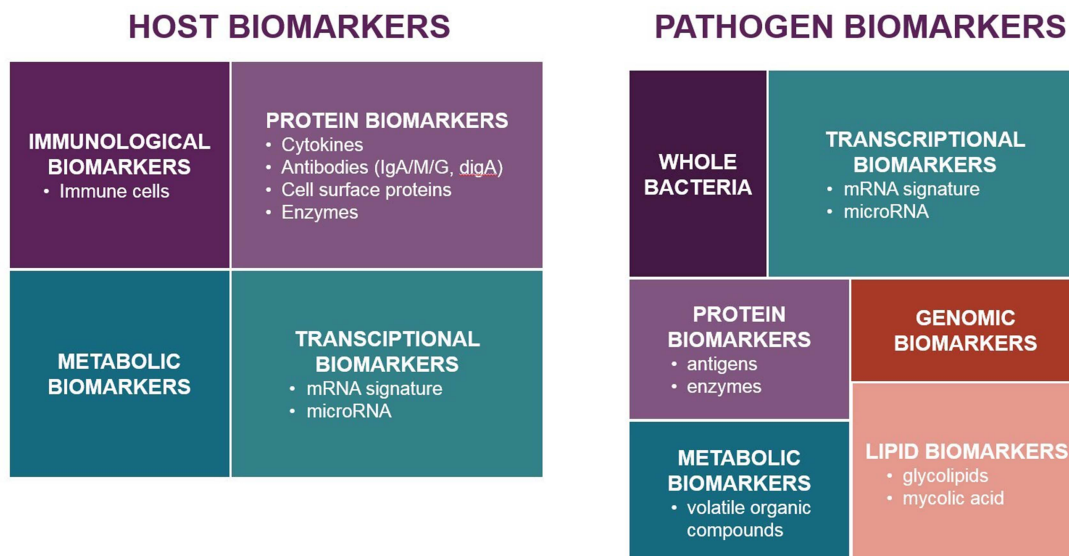 HOST BIOMARKERS
IMMUNOLOGICAL
BIOMARKERS
• Immune cells
PROTEIN BIOMARKERS
• Cytokines
• Antibodies (IgA/M/G, digA)
• Cell surface proteins
• Enzymes
METABOLIC
BIOMARKERS
TRANSCIPTIONAL
BIOMARKERS
• mRNA signature
• microRNA
PATHOGEN BIOMARKERS
WHOLE
BACTERIA
TRANSCRIPTIONAL
BIOMARKERS
• mRNA signature
• microRNA
PROTEIN
BIOMARKERS
• antigens
• enzymes
GENOMIC
BIOMARKERS
METABOLIC
BIOMARKERS
• volatile organic
compounds
LIPID BIOMARKERS
• glycolipids
• mycolic acid